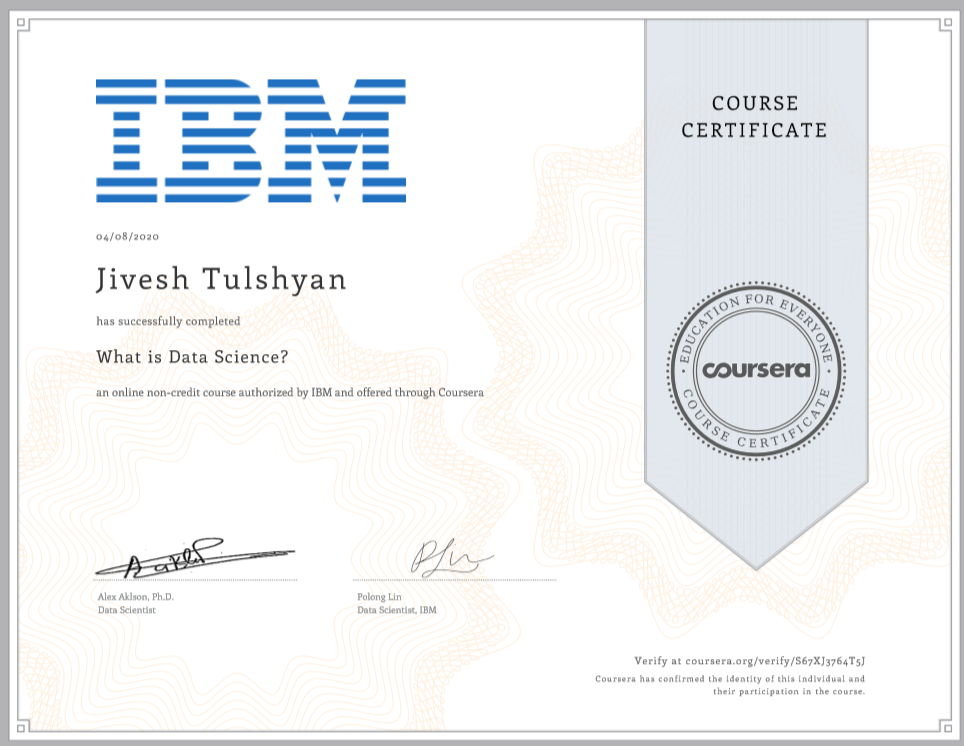 IBM
04/08/2020
Jivesh Tulshyan
has successfully completed
What is Data Science?
an online non-credit course authorized by IBM and offered through Coursera
Alex Aklson, Ph.D.
Data Scientist
Polong Lin
Data Scientist, IBM
COURSE
CERTIFICATE
EDUCATION FOR EVERYONE
coursera
COURSE CERTIFICATE
Verify at coursera.org/verify/S67XJ3764T5J
Coursera has confirmed the identity of this individual and
their participation in the course.